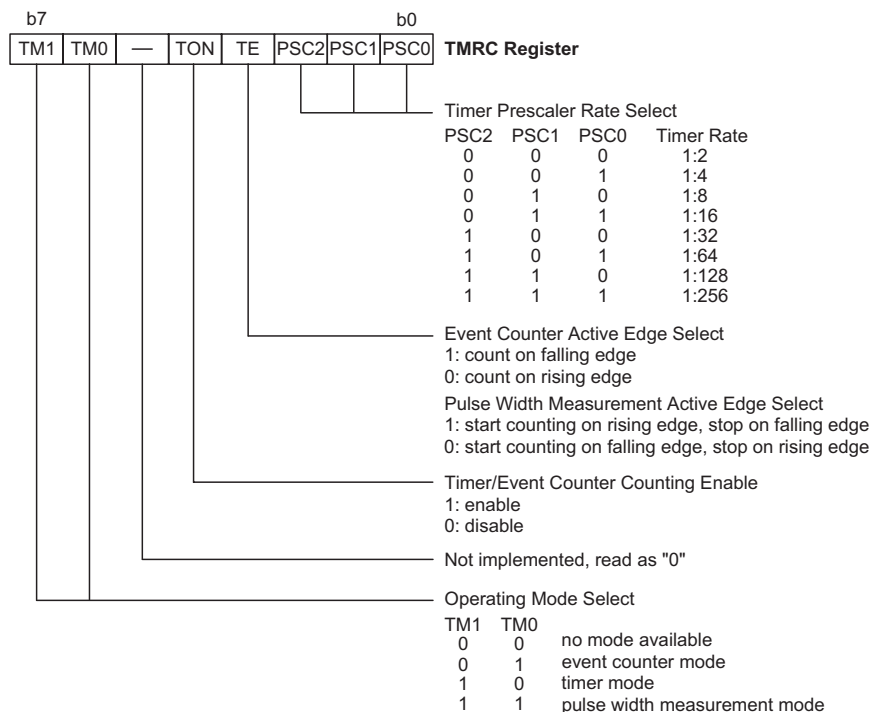 b7 b0
TM1 TM0 — TON TE PSC2 PSC1 PSC0 TMRC Register
Timer Prescaler Rate Select
PSC2 PSC1 PSC0 Timer Rate
0 0 0 1:2
0 0 1 1:4
0 1 0 1:8
0 1 1 1:16
1 0 0 1:32
1 0 1 1:64
1 1 0 1:128
1 1 1 1:256
Event Counter Active Edge Select
1: count on falling edge
0: count on rising edge
Pulse Width Measurement Active Edge Select
1: start counting on rising edge, stop on falling edge
0: start counting on falling edge, stop on rising edge
Timer/Event Counter Counting Enable
1: enable
0: disable
Not implemented, read as "0"
Operating Mode Select
TM1 TM0
0 0 no mode available
0 1 event counter mode
1 0 timer mode
1 1 pulse width measurement mode